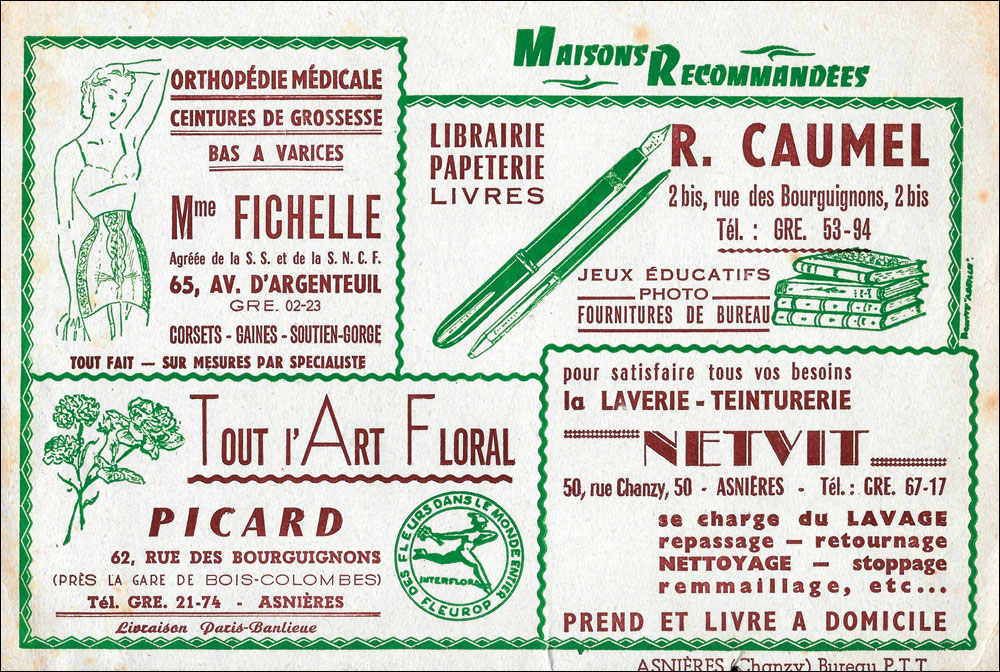 MAISONS RECOMMANDÉES
ORTHOPÉDIE MÉDICALE
CEINTURES DE GROSSESSE
BAS A VARICES
Mme FICHELLE
Agréée de la S. S. et de la S. N. C. F.
65, AV. D'ARGENTEUIL
GRE. 02-23
CORSETS - GAINES - SOUTIEN-GORGE
TOUT FAIT — SUR MESURES PAR SPECIALISTE
LIBRAIRIE
PAPETERIE
LIVRES
R. CAUMEL
2 bis, rue des Bourguignons, 2 bis
Tél. : GRE. 53-94
JEUX ÉDUCATIFS
PHOTO
FOURNITURES DE BUREAU
TOUT l'ART FLORAL
PICARD
62, RUE DES BOURGUIGNONS
(PRÈS LA GARE DE BOIS-COLOMBES)
Tél. GRE. 21-74 - ASNIÈRES
Livraison Paris-Banlieue
DES FLEURS DANS LE MONDE ENTIER
INTERFLORA
FLEUROP
pour satisfaire tous vos besoins
la LAVERIE - TEINTURERIE
NETVIT
50, rue Chanzy, 50 - ASNIÈRES - Tél. : GRE. 67-17
se charge du LAVAGE
repassage — retournage
NETTOYAGE — stoppage
remmaillage, etc...
PREND ET LIVRE A DOMICILE
ASNIÈRES (Chanzy) Bureau P.T.T.